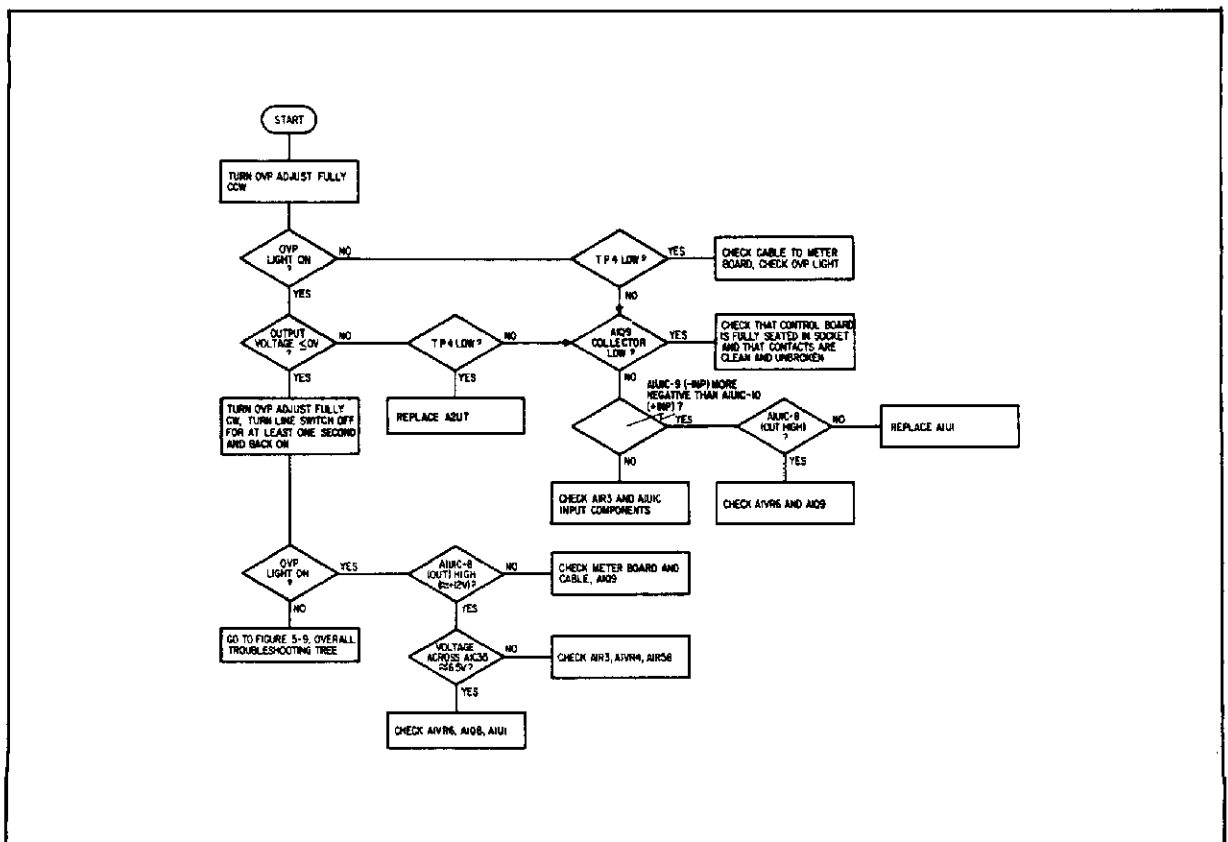 START
TURN OVP ADJUST FULLY
CCW
OVP
LIGHT ON
?
NO
YES
T P 4 LOW?
YES
NO
CHECK CABLE TO METER
BOARD, CHECK OVP LIGHT
OUTPUT
VOLTAGE ≤0V
?
NO
YES
T P 4 LOW?
NO
YES
REPLACE A2U7
A1Q9
COLLECTOR
LOW ?
YES
NO
CHECK THAT CONTROL BOARD
IS FULLY SEATED IN SOCKET
AND THAT CONTACTS ARE
CLEAN AND UNBROKEN
TURN OVP ADJUST FULLY
CW, TURN LINE SWITCH OFF
FOR AT LEAST ONE SECOND
AND BACK ON
A1U1C-9 (-INP) MORE
NEGATIVE THAN A1U1C-10
(+INP) ?
YES
NO
A1U1C-8
(OUT HIGH)
?
NO
YES
REPLACE A1U1
CHECK A1R3 AND A1U1C
INPUT COMPONENTS
CHECK A1VR6 AND A1Q9
OVP
LIGHT ON
?
YES
NO
A1U1C-8
(OUT) HIGH
(≈+12V)?
NO
YES
CHECK METER BOARD AND
CABLE, A1Q9
GO TO FIGURE 5-9, OVERALL
TROUBLESHOOTING TREE
VOLTAGE
ACROSS A1C36
≈6.5V?
NO
YES
CHECK A1R3, A1VR4, A1R58
CHECK A1VR6, A1Q8, A1U1